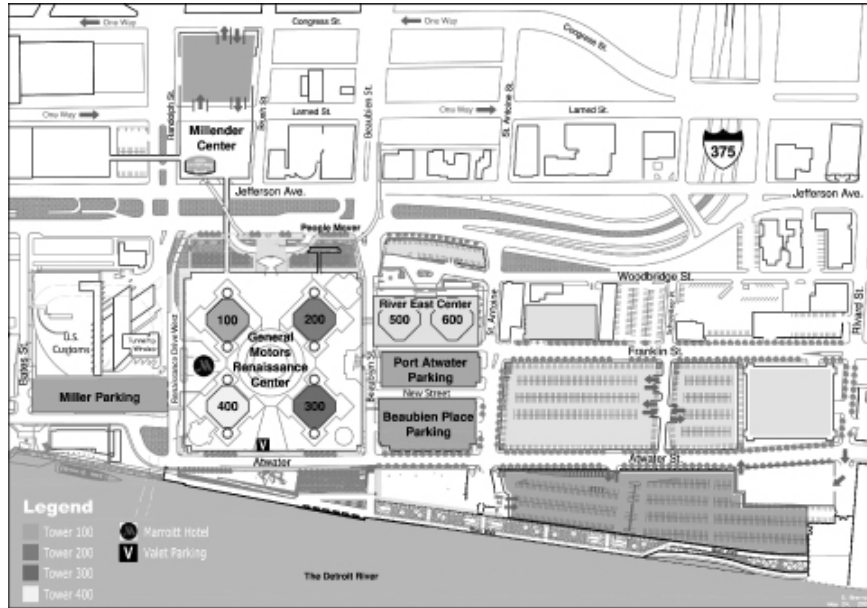 One Way
Congress St.
One Way
Congress St.
Randolph St.
Brush St.
Beaubien St.
St. Antoine St.
One Way
Larned St.
One Way
Larned St.
Millender
Center
375
Jefferson Ave.
Jefferson Ave.
People Mover
Woodbridge St.
Rivard St.
Bates St.
U.S.
Customs
Tunnel to
Windsor
Renaissance Drive West
100
200
General
Motors
Renaissance
Center
400
300
River East Center
500
600
St. Antoine
Beaubien St.
Port Atwater
Parking
Franklin St.
New Street
Miller Parking
Beaubien Place
Parking
V
Atwater
Atwater St.
Legend
Tower 100
Tower 200
Tower 300
Tower 400
Marroitt Hotel
V
Valet Parking
The Detroit River